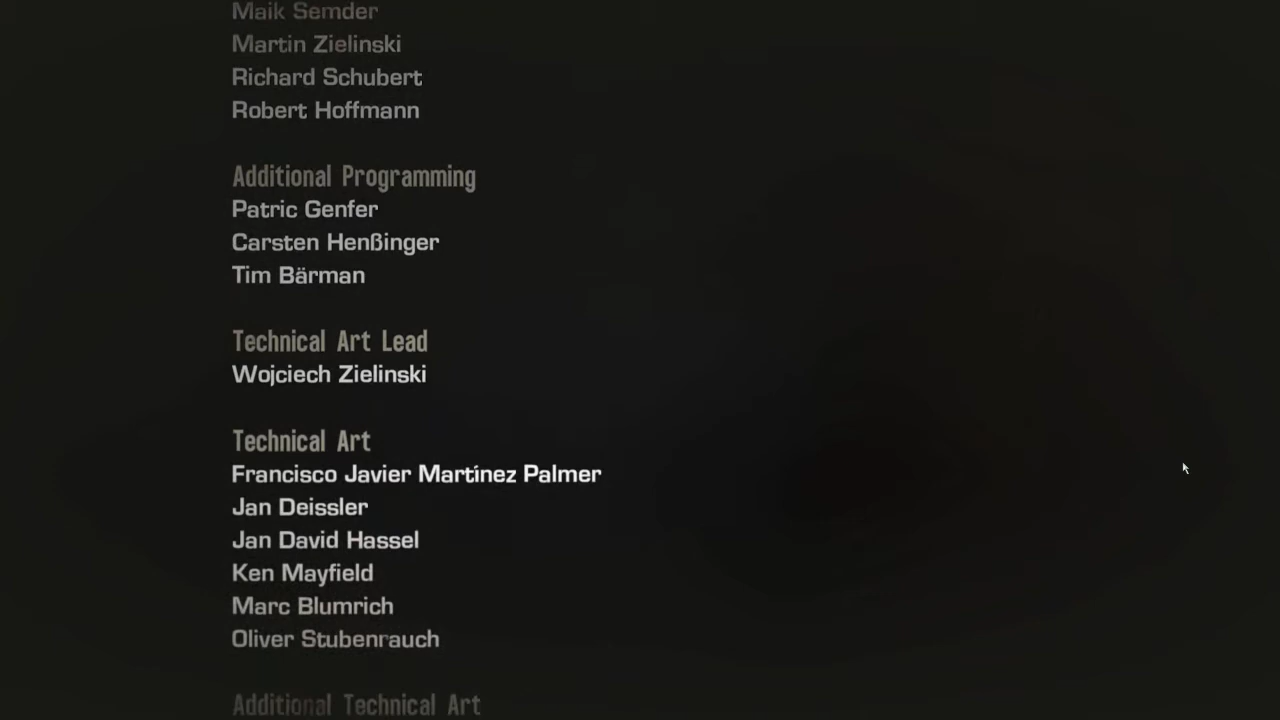 Maik Semder
Martin Zielinski
Richard Schubert
Robert Hoffmann
Additional Programming
Patric Genfer
Carsten Henßinger
Tim Bärman
Technical Art Lead
Wojciech Zielinski
Technical Art
Francisco Javier Martínez Palmer
Jan Deissler
Jan David Hassel
Ken Mayfield
Marc Blumrich
Oliver Stubenrauch
Additional Technical Art